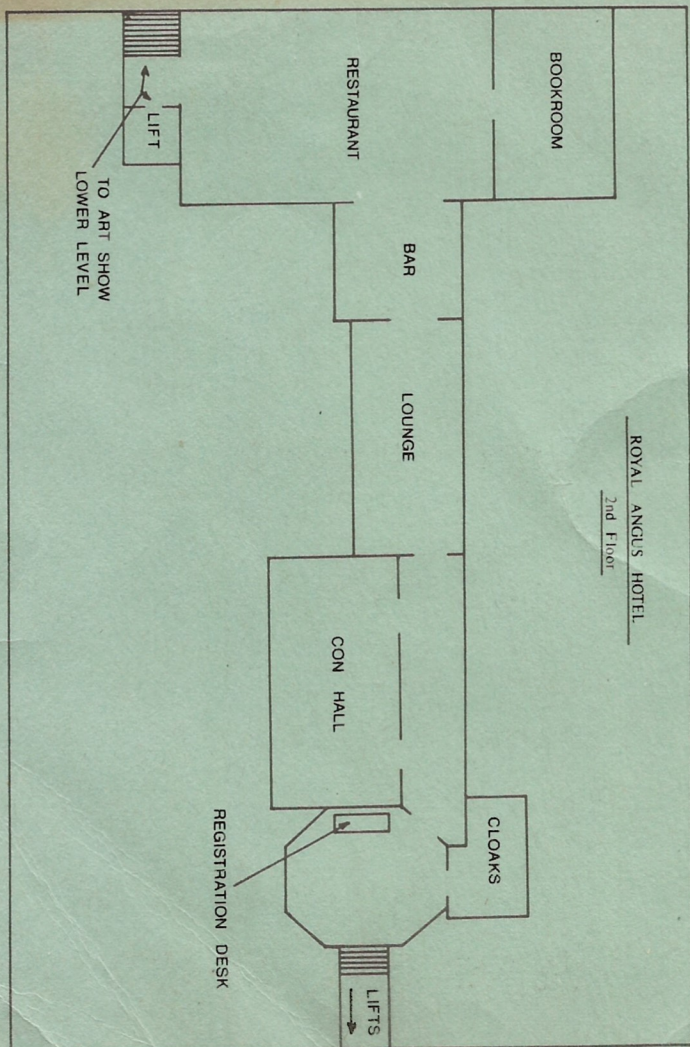 ROYAL ANGUS HOTEL
2nd Floor
BOOKROOM
RESTAURANT
LIFT
TO ART SHOW
LOWER LEVEL
BAR
LOUNGE
CON HALL
CLOAKS
REGISTRATION DESK
LIFTS